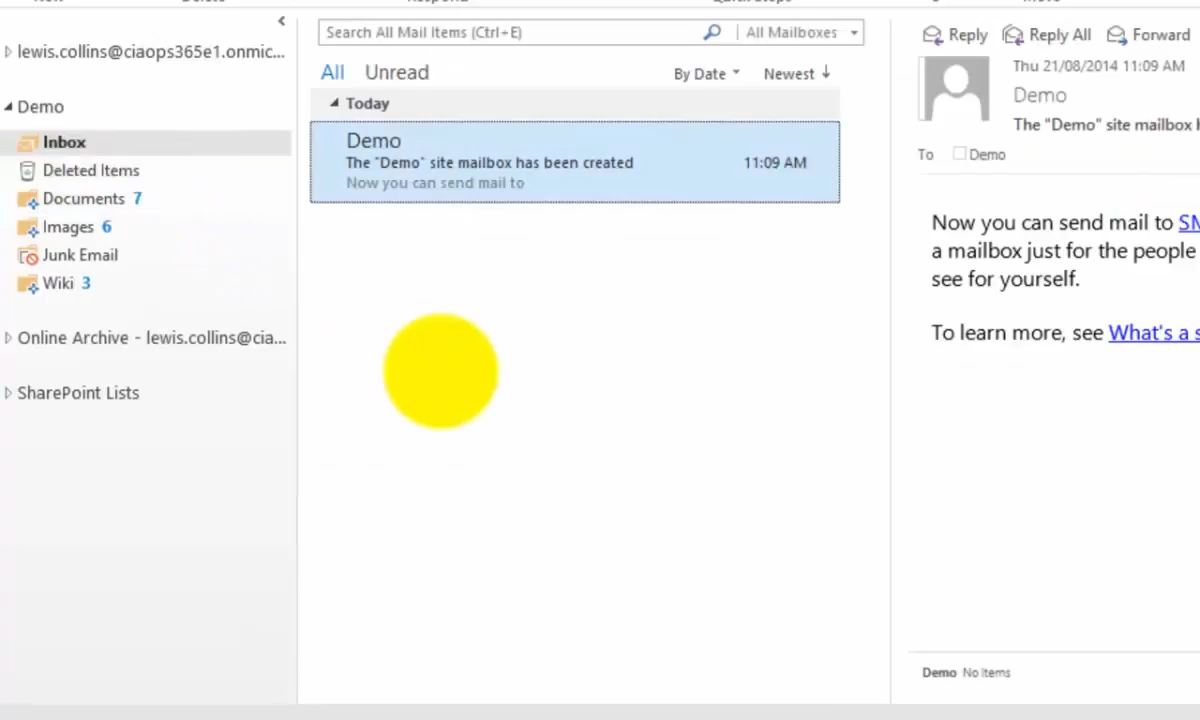 lewis.collins@ciaops365e1.onmic...
Demo
Inbox
Deleted Items
Documents 7
Images 6
Junk Email
Wiki 3
Online Archive - lewis.collins@cia...
SharePoint Lists
Search All Mail Items (Ctrl+E)
All Mailboxes
All Unread
By Date
Newest
Today
Demo
The "Demo" site mailbox has been created 11:09 AM
Now you can send mail to
Reply Reply All Forward
Thu 21/08/2014 11:09 AM
Demo
The "Demo" site mailbox
To Demo
Now you can send mail to
a mailbox just for the people
see for yourself.
To learn more, see What's a
Demo No Items